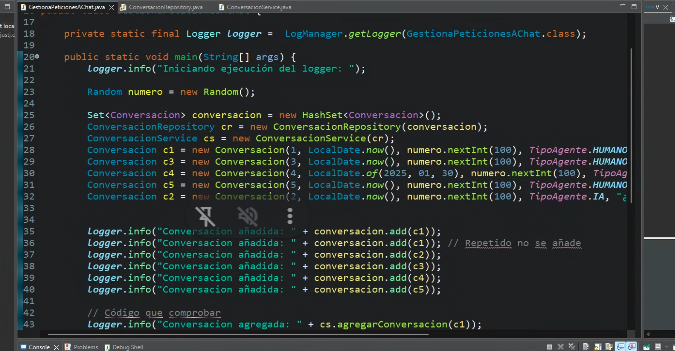 GestionaPeticionesAChat.java ConversacionRepository.java ConversacionService.java
17
18 private static final Logger logger = LogManager.getLogger(GestionaPeticionesAChat.class);
19
20 public static void main(String[] args) {
21 logger.info("Iniciando ejecución del logger: ");
22
23 Random numero = new Random();
24
25 Set<Conversacion> conversacion = new HashSet<Conversacion>();
26 ConversacionRepository cr = new ConversacionRepository(conversacion);
27 ConversacionService cs = new ConversacionService(cr);
28 Conversacion c1 = new Conversacion(1, LocalDate.now(), numero.nextInt(100), TipoAgente.HUMANO
29 Conversacion c3 = new Conversacion(3, LocalDate.now(), numero.nextInt(100), TipoAgente.HUMANO
30 Conversacion c4 = new Conversacion(4, LocalDate.of(2025, 01, 30), numero.nextInt(100), TipoAgente
31 Conversacion c5 = new Conversacion(5, LocalDate.now(), numero.nextInt(100), TipoAgente.HUMANO
32 Conversacion c2 = new Conversacion(2, LocalDate.now(), numero.nextInt(100), TipoAgente.IA,
33
34
35 logger.info("Conversacion añadida: " + conversacion.add(c1));
36 logger.info("Conversacion añadida: " + conversacion.add(c1)); // Repetido no se añade
37 logger.info("Conversacion añadida: " + conversacion.add(c2));
38 logger.info("Conversacion añadida: " + conversacion.add(c3));
39 logger.info("Conversacion añadida: " + conversacion.add(c4));
40 logger.info("Conversacion añadida: " + conversacion.add(c5));
41
42 // Código que comprobar
43 logger.info("Conversacion agregada: " + cs.agregarConversacion(c1));
Console Problems Debug Shell